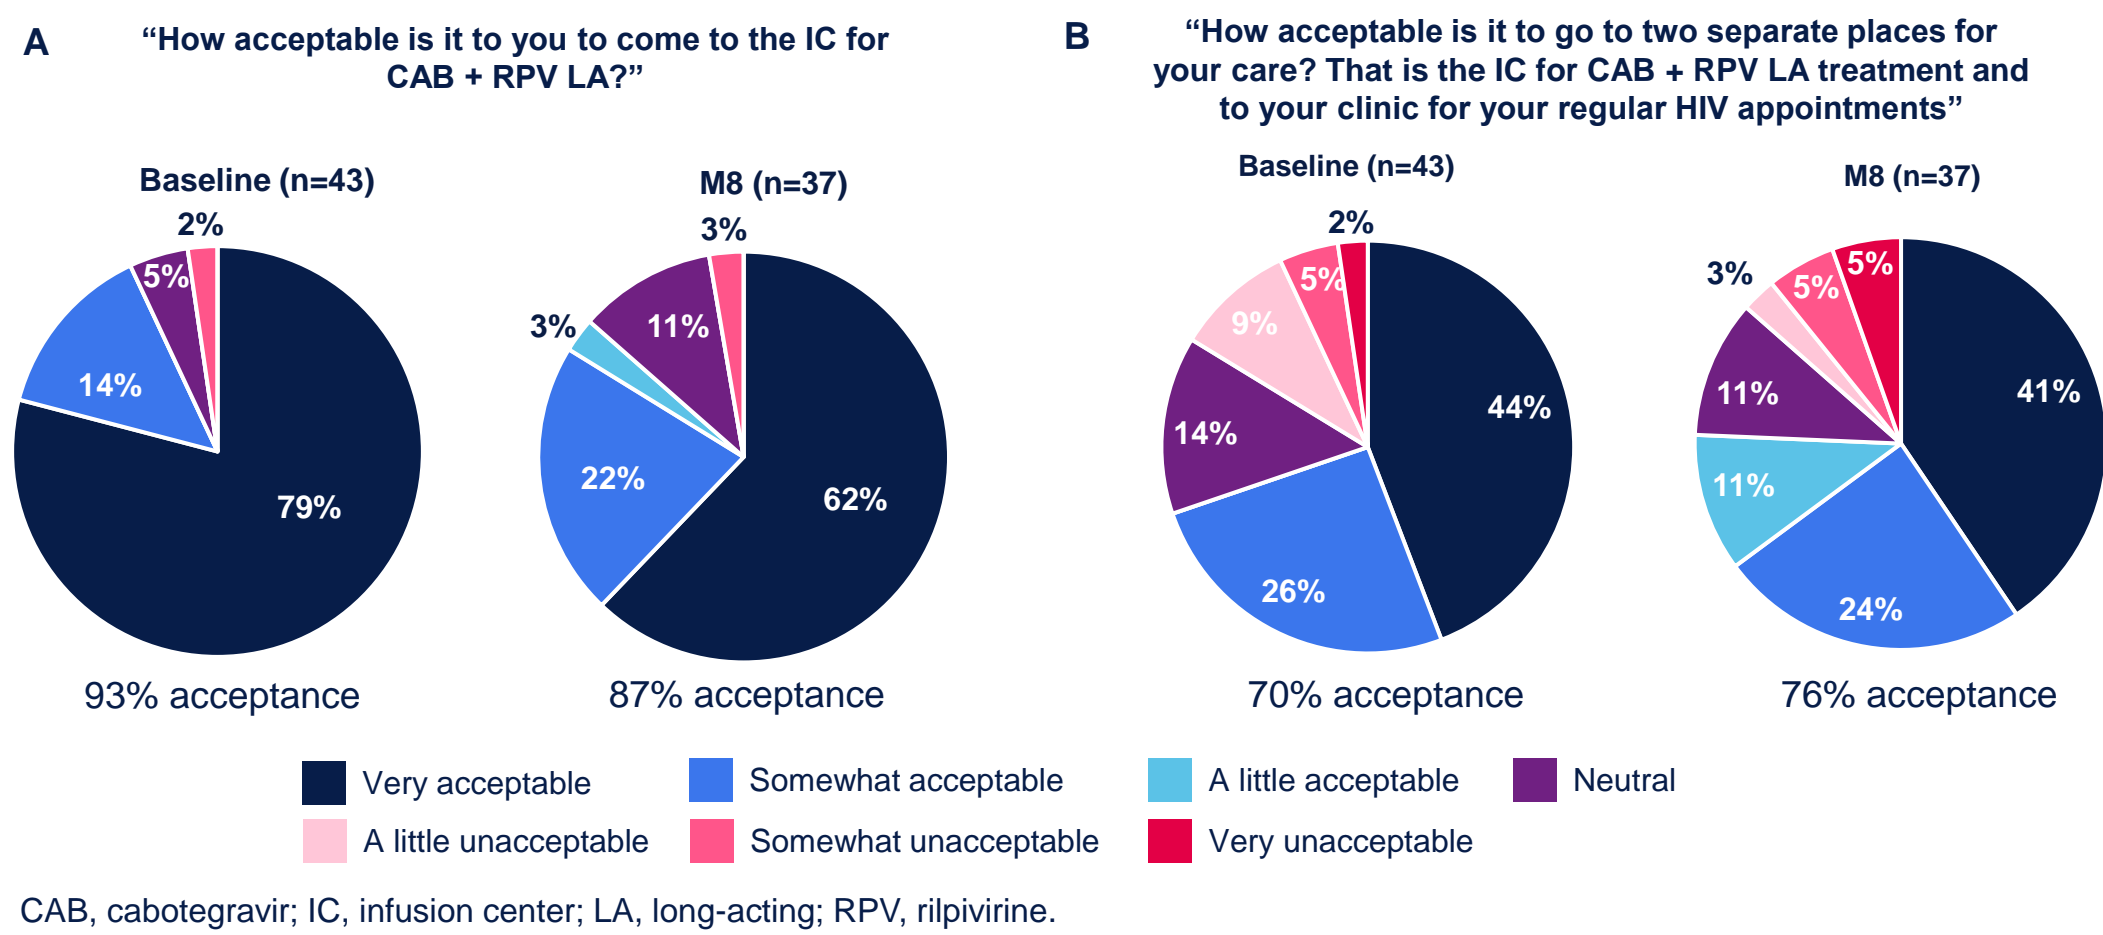 A
“How acceptable is it to you to come to the IC for
CAB + RPV LA?”
Baseline (n=43)
2%
5%
14%
79%
93% acceptance
M8 (n=37)
3%
3%
11%
22%
62%
87% acceptance
B
“How acceptable is it to go to two separate places for
your care? That is the IC for CAB + RPV LA treatment and
to your clinic for your regular HIV appointments”
Baseline (n=43)
2%
5%
9%
14%
44%
26%
70% acceptance
M8 (n=37)
5%
5%
3%
11%
11%
41%
24%
76% acceptance
Very acceptable
Somewhat acceptable
A little acceptable
Neutral
A little unacceptable
Somewhat unacceptable
Very unacceptable
CAB, cabotegravir; IC, infusion center; LA, long-acting; RPV, rilpivirine.